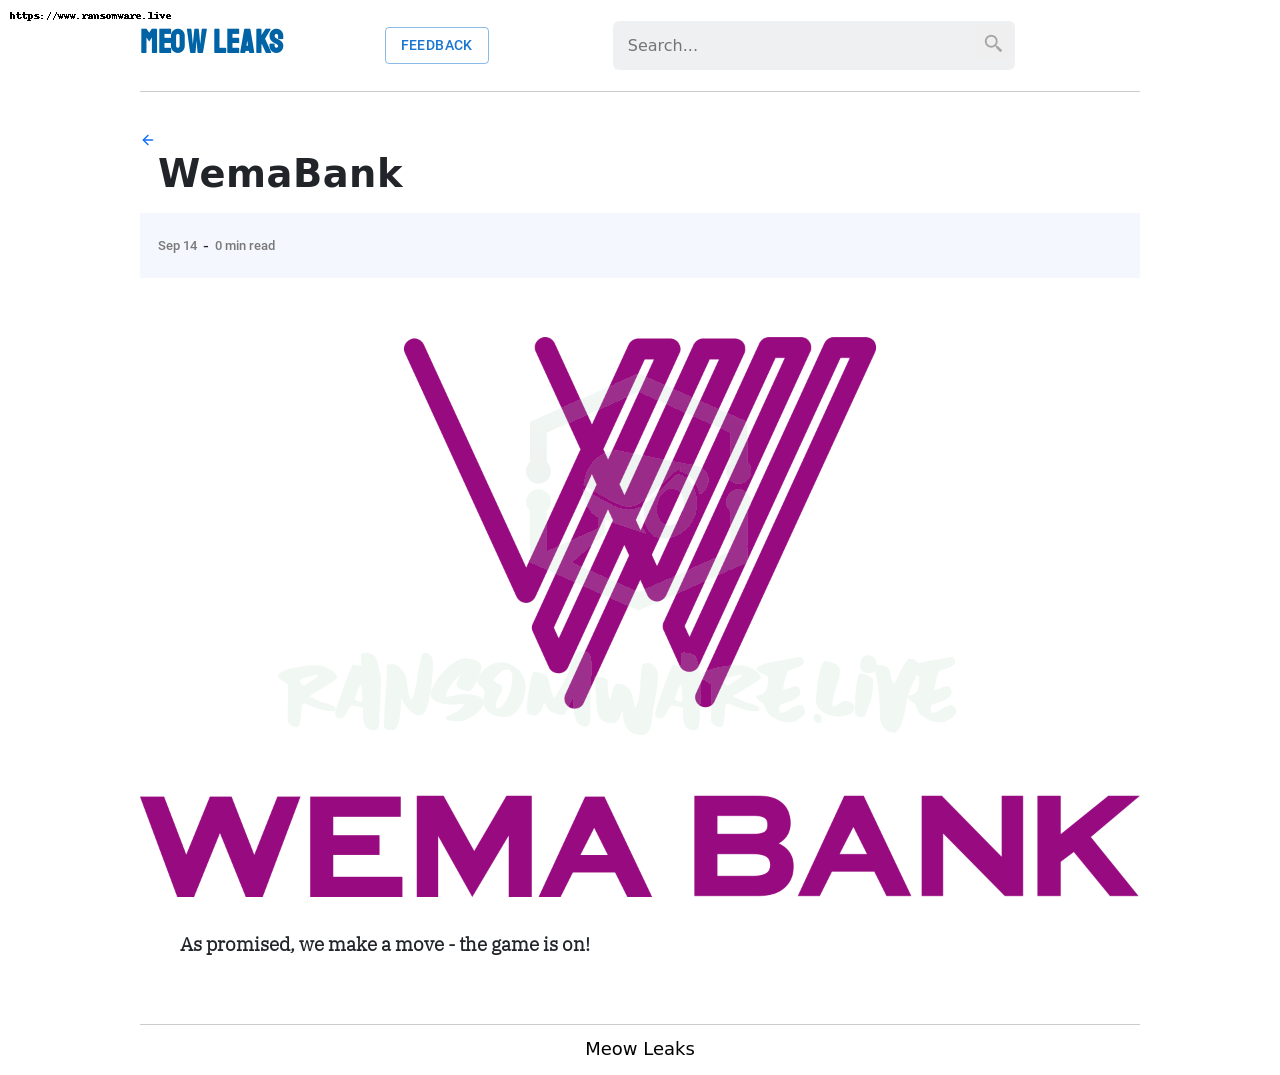 https://www.ransomware.live
MEOW LEAKS
FEEDBACK
Search...
WemaBank
Sep 14 - 0 min read
RANSOMWARE.LIVE
WEMA BANK
As promised, we make a move - the game is on!
Meow Leaks